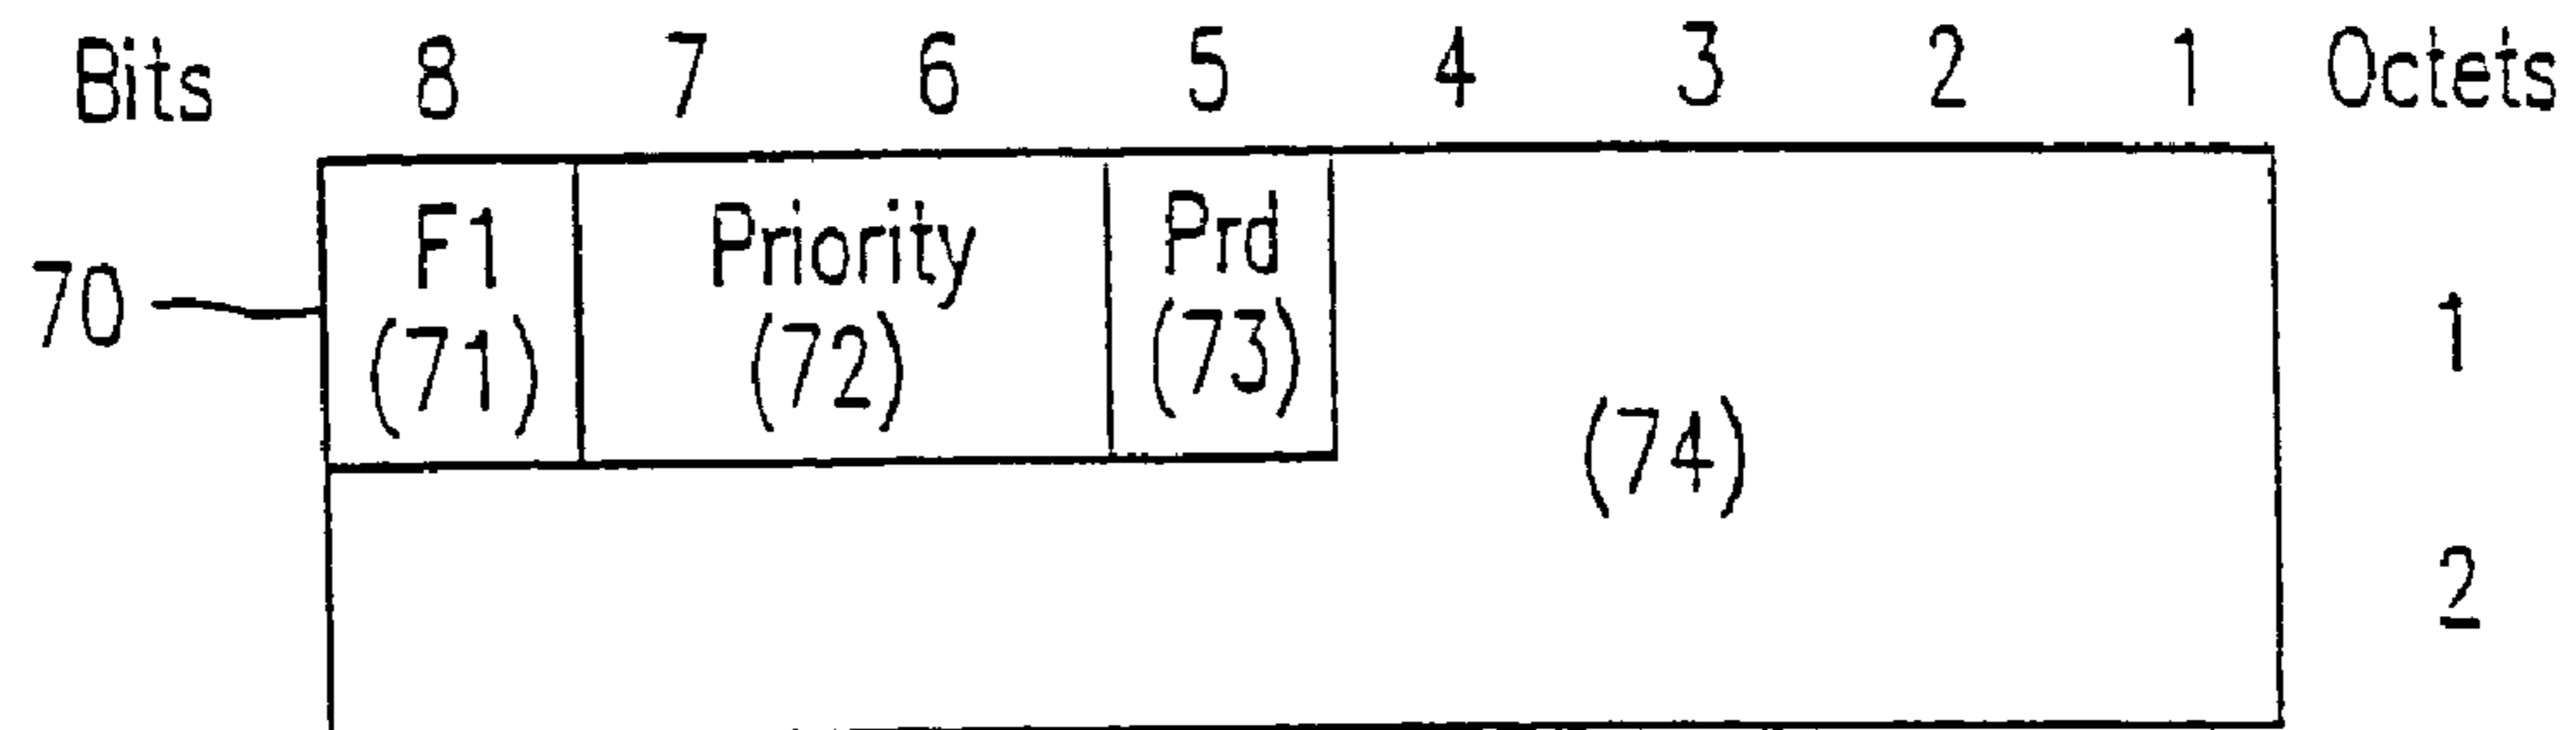 Bits 8 7 6 5 4 3 2 1 Octets
F1 Priority Prd
70 (71) (72) (73) 1
(74)
2